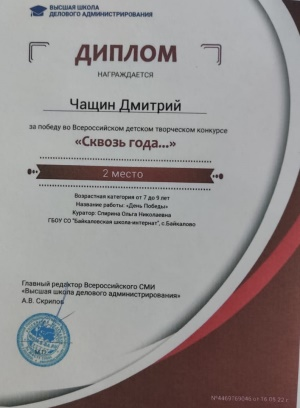 ВЫСШАЯ ШКОЛА
ДЕЛОВОГО АДМИНИСТРИРОВАНИЯ
ДИПЛОМ
НАГРАЖДАЕТСЯ
Чащин Дмитрий
за победу во Всероссийском детском творческом конкурсе
«Сквозь года...»
2 место
Возрастная категория от 7 до 9 лет
Название работы: «День Победы»
Куратор: Спирина Ольга Николаевна
ГБОУ СО "Байкаловская школа-интернат", с.Байкалово
Главный редактор Всероссийского СМИ
«Высшая школа делового администрирования»
А.В. Скрипов
от 16.05.22 г.